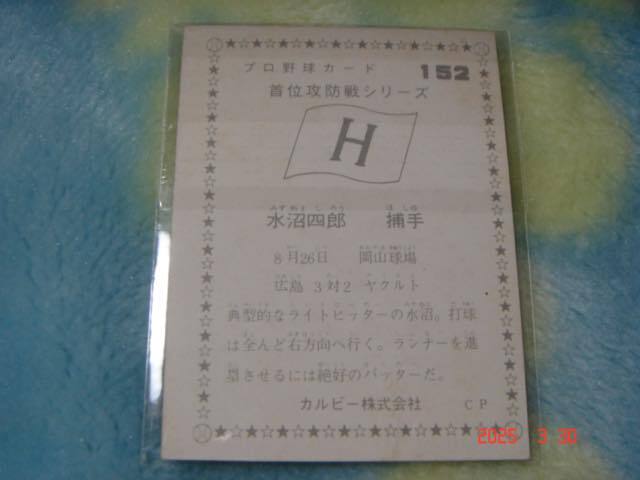 プロ野球カード 152
首位攻防戦シリーズ
H
水沼四郎 捕手
8月26日 岡山球場
広島 3対2 ヤクルト
典型的なライトヒッターの水沼。打球
は全んど右方向へ行く。ランナーを進
塁させるには絶好のバッターだ。
カルビー株式会社 CP
2025 3.30